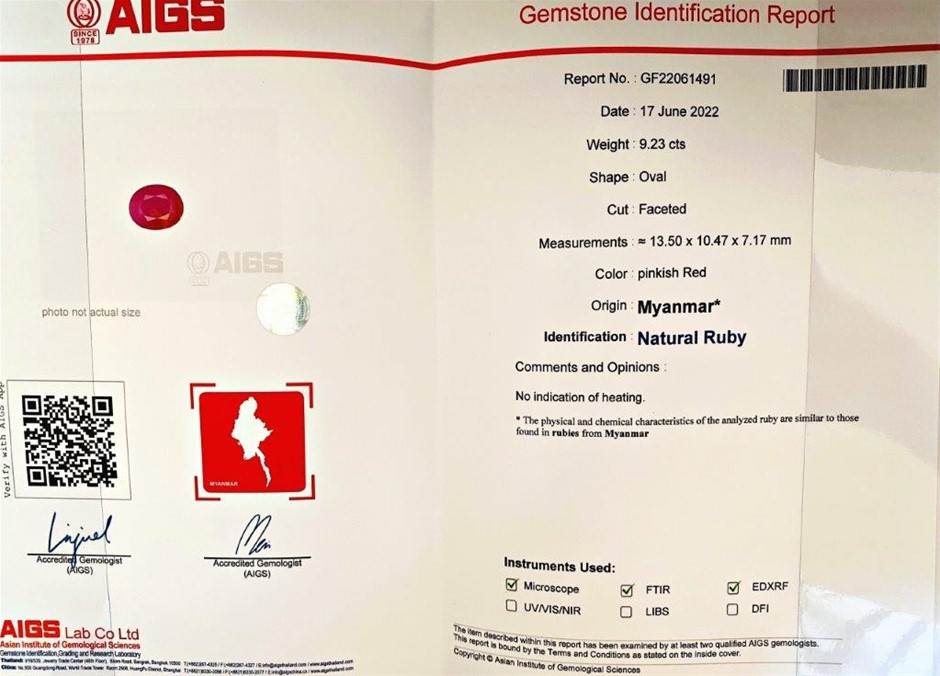 SINCE 1978
AIGS
Gemstone Identification Report
Report No. : GF22061491
Date : 17 June 2022
Weight : 9.23 cts
Shape : Oval
Cut : Faceted
Measurements : ≈ 13.50 x 10.47 x 7.17 mm
Color : pinkish Red
Origin : Myanmar*
Identification : Natural Ruby
Comments and Opinions :
No indication of heating.
* The physical and chemical characteristics of the analyzed ruby are similar to those
found in rubies from Myanmar
AIGS
photo not actual size
Verify with AIGS App
MYANMAR
Accredited Gemologist
(AIGS)
Accredited Gemologist
(AIGS)
Instruments Used:
Microscope
FTIR
EDXRF
UV/VIS/NIR
LIBS
DFI
AIGS Lab Co Ltd
Asian Institute of Gemological Sciences
Gemstone Identification, Grading and Research Laboratory
The item described within this report has been examined by at least two qualified AIGS gemologists.
This report is bound by the Terms and Conditions as stated on the inside cover.
Copyright © Asian Institute of Gemological Sciences